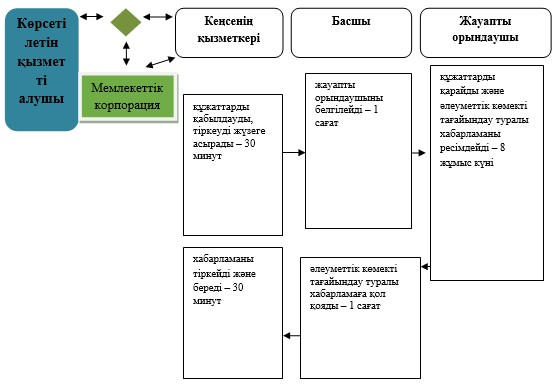 Көрсеті
летін
қызмет
ті
алушы
Мемлекеттік
корпорация
Кеңсенің
қызметкері
Басшы
Жауапты
орындаушы
құжаттарды
қабылдауды,
тіркеуді жүзеге
асырады – 30
минут
жауапты
орындаушыны
белгілейді – 1
сағат
құжаттарды
қарайды және
әлеуметтік көмекті
тағайындау туралы
хабарламаны
ресімдейді – 8
жұмыс күні
әлеуметтік көмекті
тағайындау туралы
хабарламаға қол
қояды – 1 сағат
хабарламаны
тіркейді және
береді – 30
минут